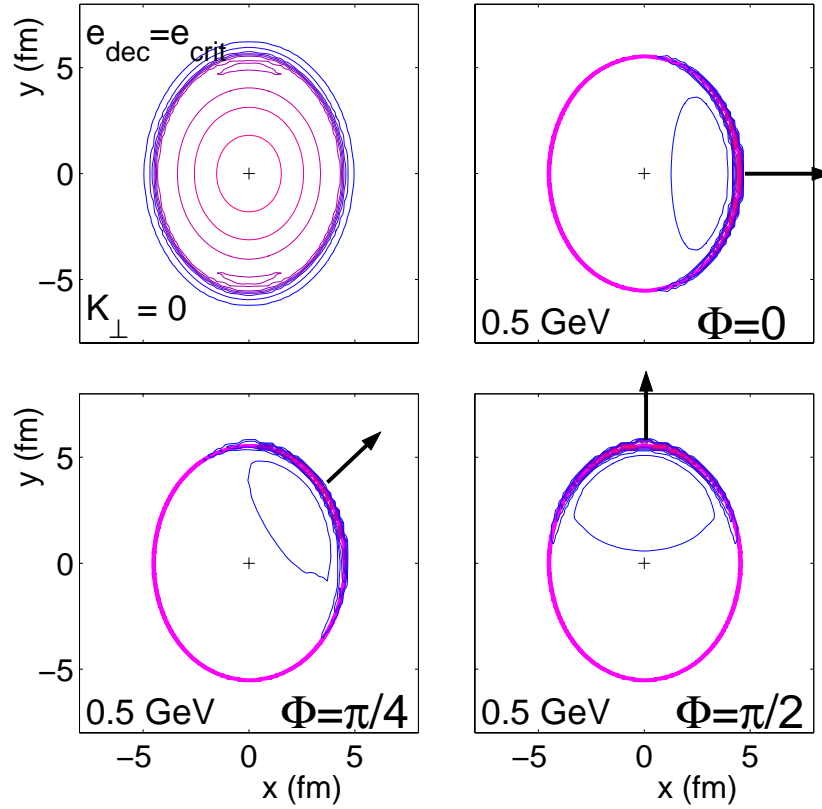 e_dec=e_crit
y (fm)
5
0
−5
K_⊥ = 0
0.5 GeV
Φ=0
y (fm)
5
0
−5
0.5 GeV
Φ=π/4
0.5 GeV
Φ=π/2
−5 0 5
−5 0 5
x (fm)
x (fm)